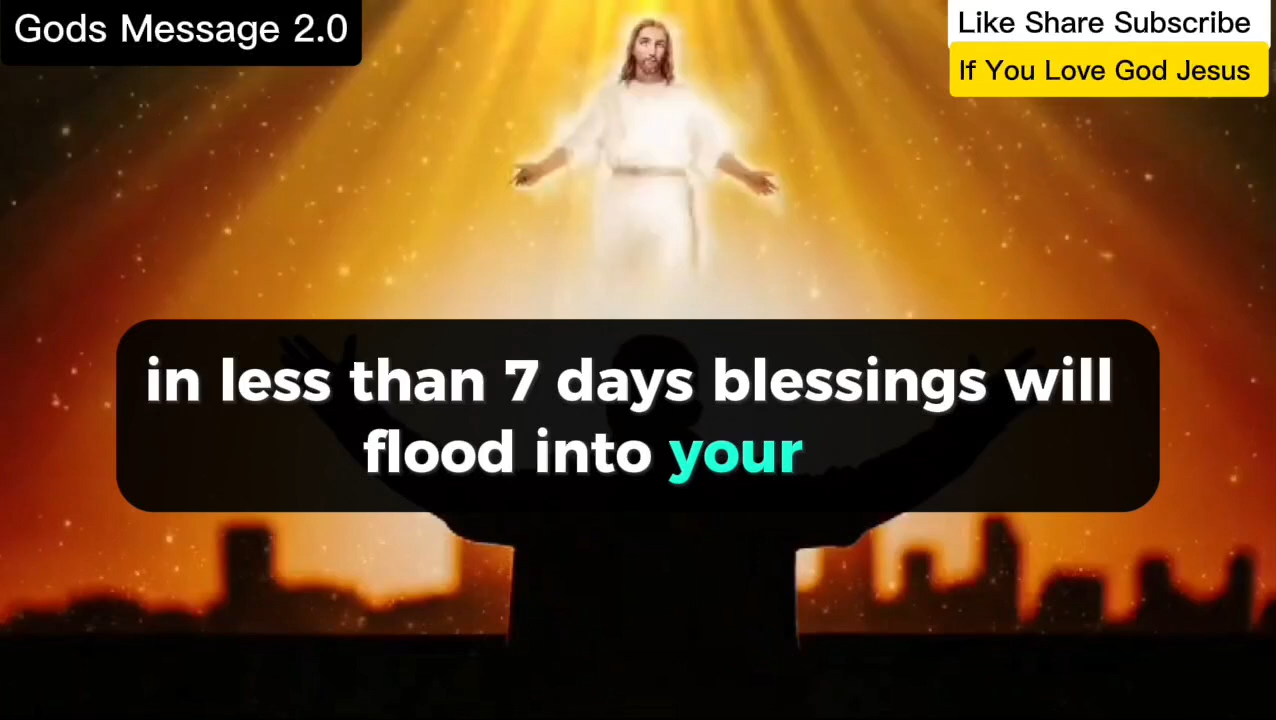 Gods Message 2.0
Like Share Subscribe
If You Love God Jesus
in less than 7 days blessings will
flood into your